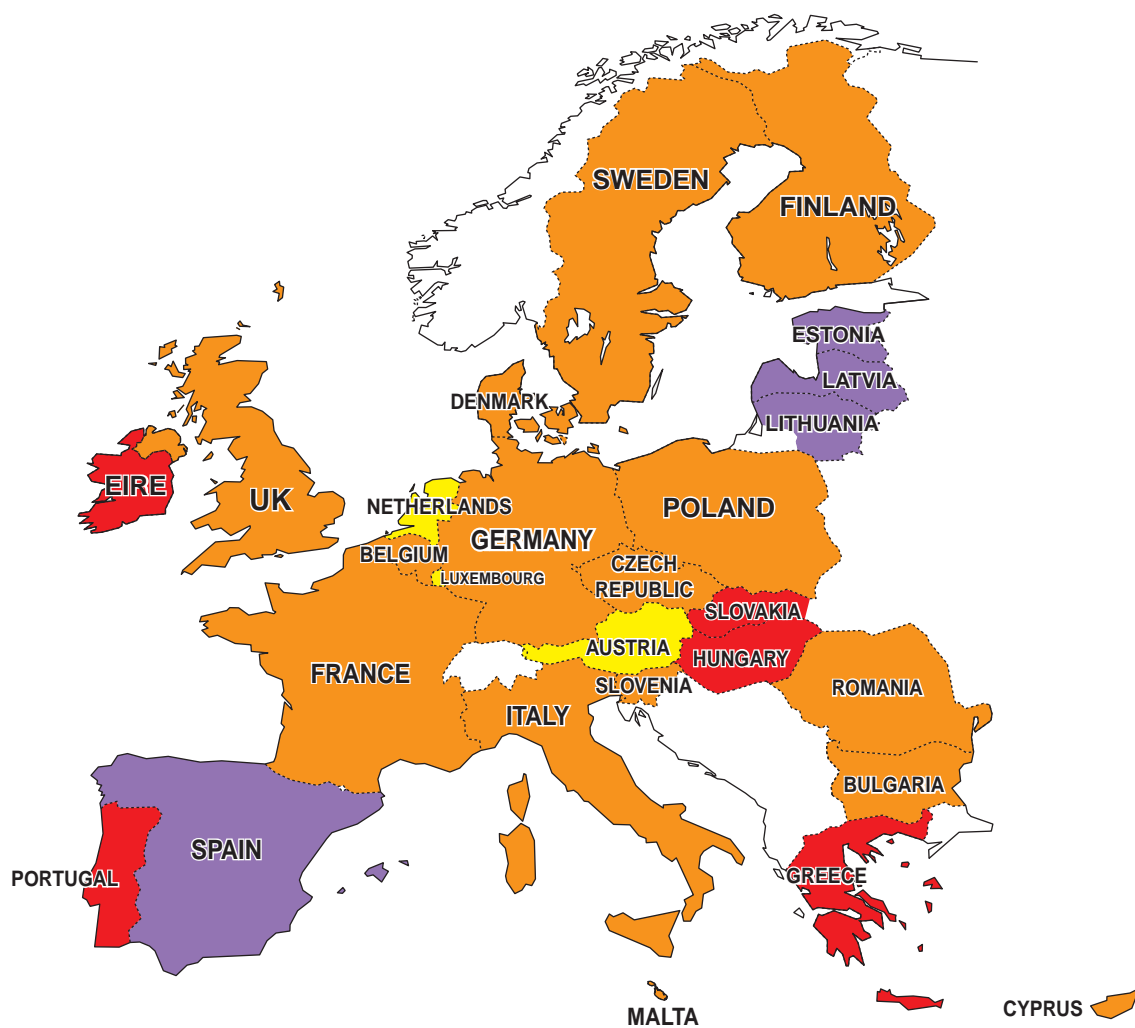 SWEDEN
FINLAND
ESTONIA
LATVIA
DENMARK
LITHUANIA
EIRE
UK
NETHERLANDS
POLAND
GERMANY
BELGIUM
CZECH
REPUBLIC
LUXEMBOURG
SLOVAKIA
AUSTRIA
HUNGARY
FRANCE
SLOVENIA
ROMANIA
ITALY
BULGARIA
SPAIN
PORTUGAL
GREECE
CYPRUS
MALTA